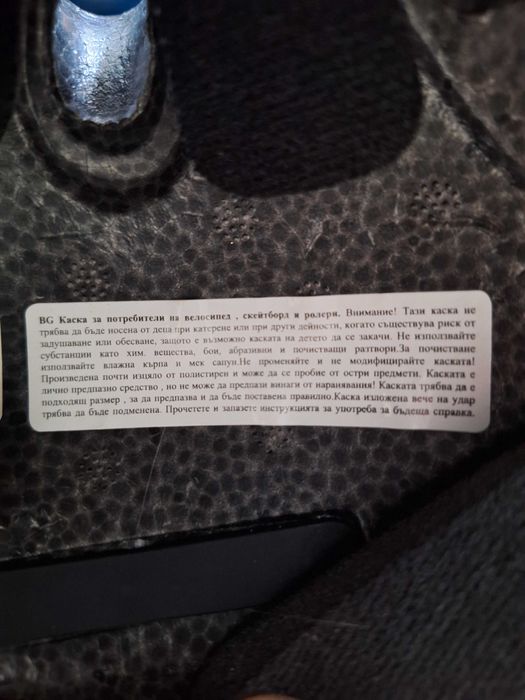 BG Каска за потребители на велосипед , скейтборд и ролери. Внимание! Тази каска не
трябва да бъде носена от деца при катерене или при други дейности, когато съществува риск от
задушаване или обесване, защото е възможно каската на детето да се закачи. Не използвайте
субстанции като хим. вещества, бои, абразивни и почистващи разтвори.За почистване
използвайте влажна кърпа и мек сапун.Не променяйте и не модифицирайте каската!
Произведена почти изцяло от полистирен и може да се пробие от остри предмети. Каската е
лично предпазно средство , но не може да предпази винаги от наранявания! Каската трябва да е
подходящ размер , за да предпазва и да бъде поставена правилно.Каска изложена вече на удар
трябва да бъде подменена. Прочетете и запазете инструкцията за употреба за бъдеща справка.